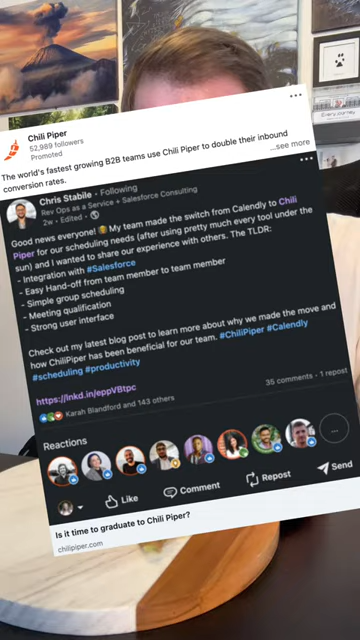 Chili Piper
52,989 followers
Promoted
The world's fastest growing B2B teams use Chili Piper to double their inbound
conversion rates.
...see more
Chris Stabile · Following
Rev Ops as a Service + Salesforce Consulting
2w · Edited ·
Good news everyone! My team made the switch from Calendly to Chili
Piper for our scheduling needs (after using pretty much every tool under the
sun) and I wanted to share our experience with others. The TLDR:
- Integration with #Salesforce
- Easy Hand-off from team member to team member
- Simple group scheduling
- Meeting qualification
- Strong user interface
Check out my latest blog post to learn more about why we made the move and
how ChiliPiper has been beneficial for our team. #ChiliPiper #Calendly
#scheduling #productivity
https://lnkd.in/eppVBtpc
Karah Blandford and 143 others
35 comments · 1 repost
Reactions
Like
Comment
Repost
Send
Is it time to graduate to Chili Piper?
chilipiper.com